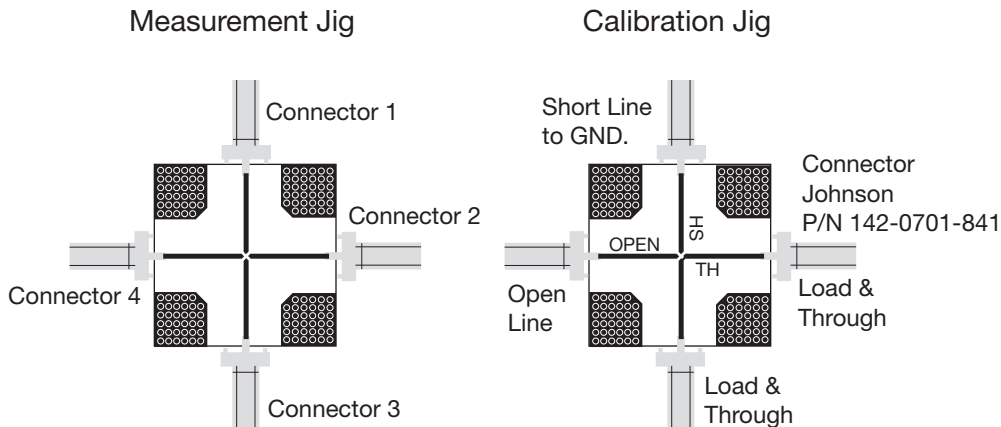 Measurement Jig
Connector 1
Connector 2
Connector 4
Connector 3
Calibration Jig
Short Line
to GND.
Connector
Johnson
P/N 142-0701-841
HS
OPEN
TH
Open
Line
Load &
Through
Load &
Through